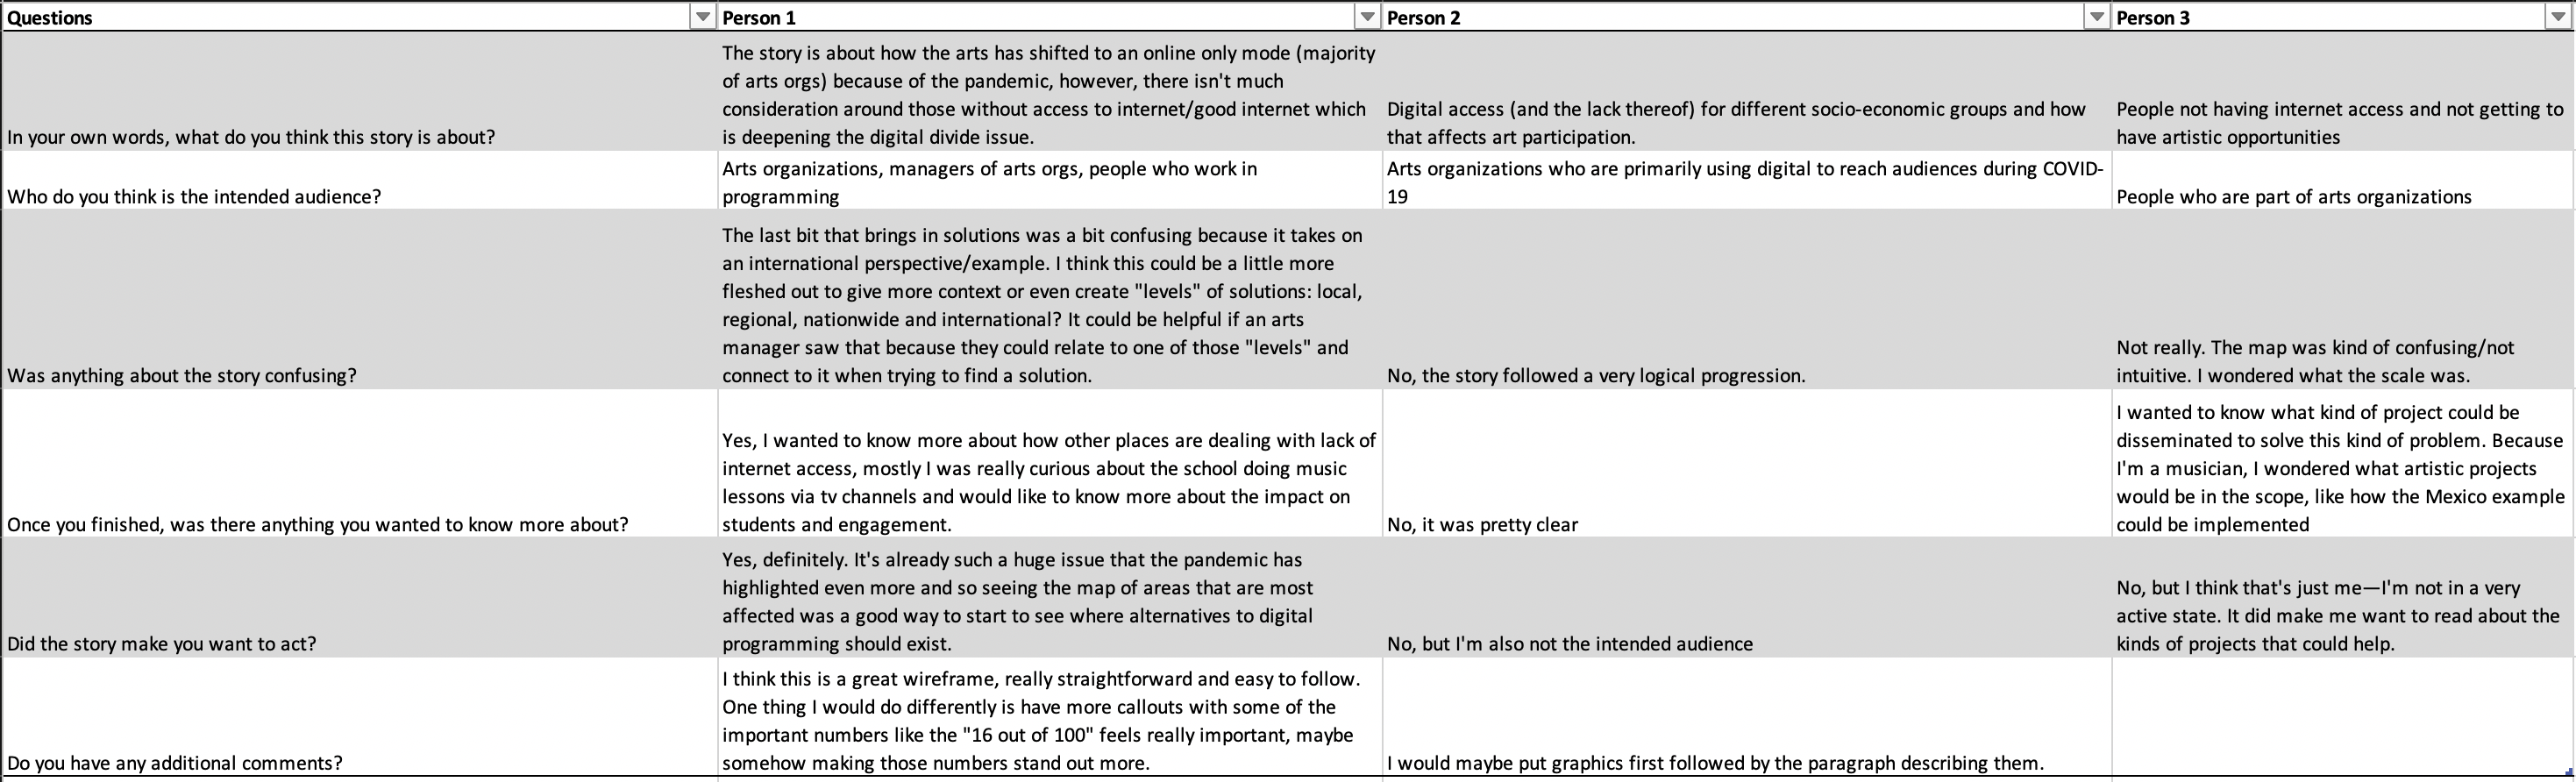 Questions
Person 1
Person 2
Person 3
In your own words, what do you think this story is about?
The story is about how the arts has shifted to an online only mode (majority
of arts orgs) because of the pandemic, however, there isn't much
consideration around those without access to internet/good internet which
is deepening the digital divide issue.
Digital access (and the lack thereof) for different socio-economic groups and how
that affects art participation.
People not having internet access and not getting to
have artistic opportunities
Who do you think is the intended audience?
Arts organizations, managers of arts orgs, people who work in
programming
Arts organizations who are primarily using digital to reach audiences during COVID-
19
People who are part of arts organizations
Was anything about the story confusing?
The last bit that brings in solutions was a bit confusing because it takes on
an international perspective/example. I think this could be a little more
fleshed out to give more context or even create "levels" of solutions: local,
regional, nationwide and international? It could be helpful if an arts
manager saw that because they could relate to one of those "levels" and
connect to it when trying to find a solution.
No, the story followed a very logical progression.
Not really. The map was kind of confusing/not
intuitive. I wondered what the scale was.
Once you finished, was there anything you wanted to know more about?
Yes, I wanted to know more about how other places are dealing with lack of
internet access, mostly I was really curious about the school doing music
lessons via tv channels and would like to know more about the impact on
students and engagement.
No, it was pretty clear
I wanted to know what kind of project could be
disseminated to solve this kind of problem. Because
I'm a musician, I wondered what artistic projects
would be in the scope, like how the Mexico example
could be implemented
Did the story make you want to act?
Yes, definitely. It's already such a huge issue that the pandemic has
highlighted even more and so seeing the map of areas that are most
affected was a good way to start to see where alternatives to digital
programming should exist.
No, but I'm also not the intended audience
No, but I think that's just me—I'm not in a very
active state. It did make me want to read about the
kinds of projects that could help.
Do you have any additional comments?
I think this is a great wireframe, really straightforward and easy to follow.
One thing I would do differently is have more callouts with some of the
important numbers like the "16 out of 100" feels really important, maybe
somehow making those numbers stand out more.
I would maybe put graphics first followed by the paragraph describing them.